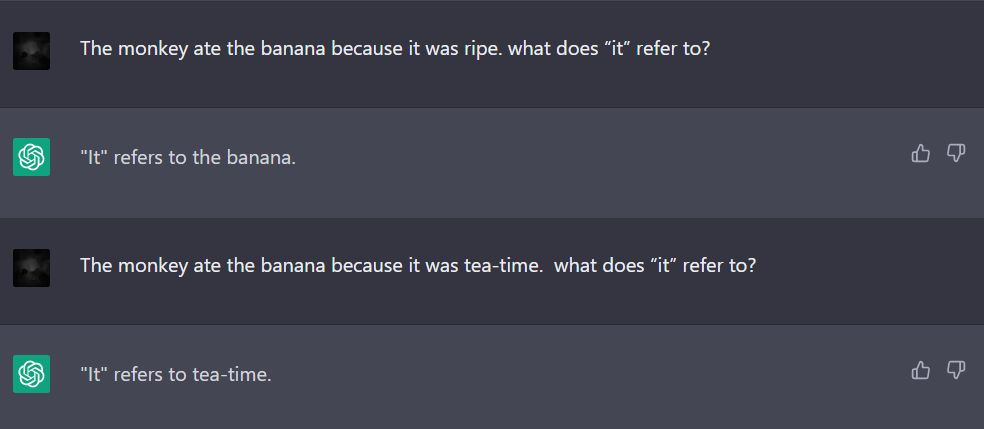 The monkey ate the banana because it was ripe. what does “it” refer to?
"It" refers to the banana.
The monkey ate the banana because it was tea-time.  what does “it” refer to?
"It" refers to tea-time.